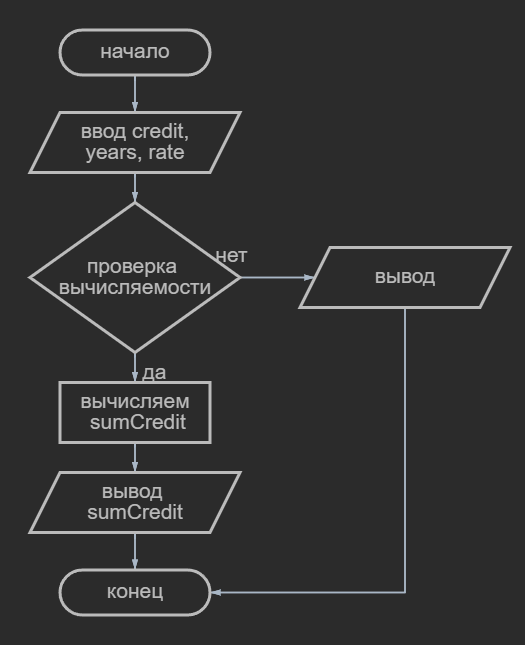 начало
ввод credit,
years, rate
нет
проверка
вычисляемости
вывод
да
вычисляем
sumCredit
вывод
sumCredit
конец